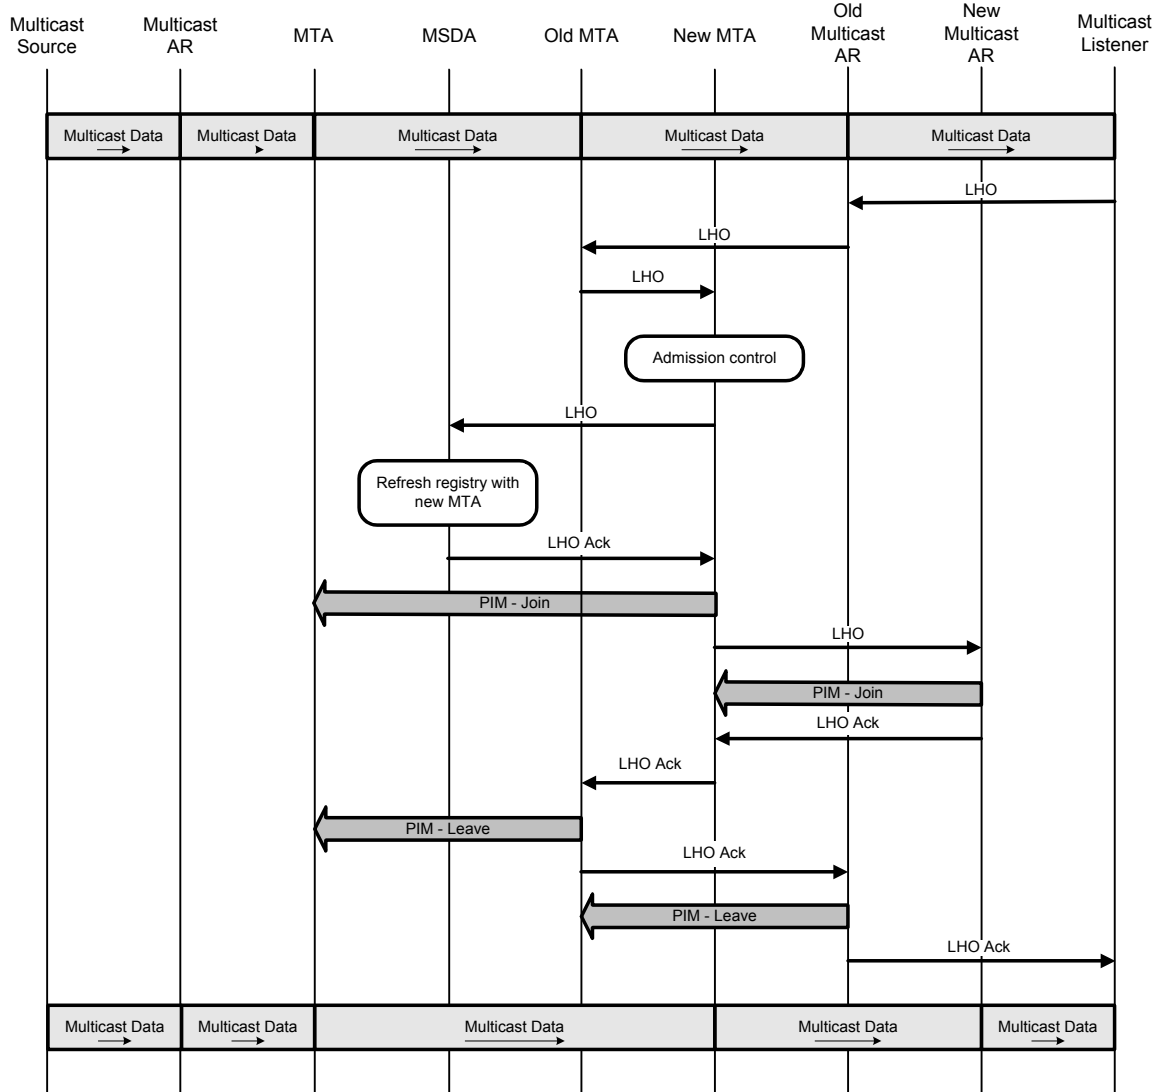 Multicast
Source
Multicast
AR
MTA
MSDA
Old MTA
New MTA
Old
Multicast
AR
New
Multicast
AR
Multicast
Listener
Multicast Data
Multicast Data
Multicast Data
Multicast Data
Multicast Data
LHO
LHO
LHO
Admission control
LHO
Refresh registry with
new MTA
LHO Ack
PIM - Join
LHO
PIM - Join
LHO Ack
LHO Ack
PIM - Leave
LHO Ack
PIM - Leave
LHO Ack
Multicast Data
Multicast Data
Multicast Data
Multicast Data
Multicast Data